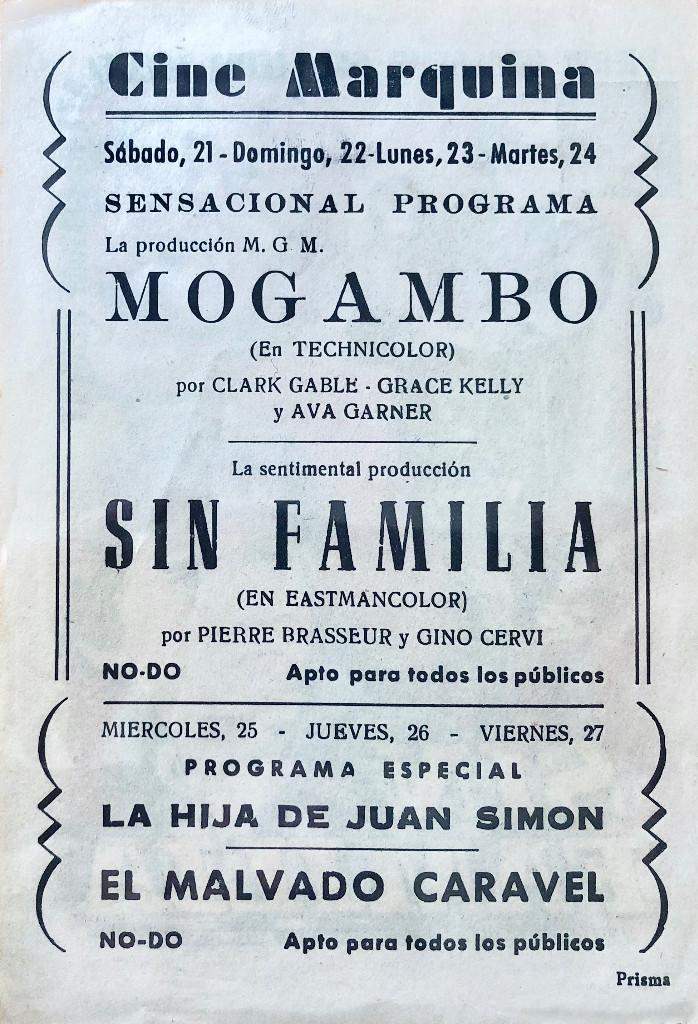 Cine Marquina
Sábado, 21 - Domingo, 22-Lunes, 23 - Martes, 24
SENSACIONAL PROGRAMA
La producción M. G M.
MOGAMBO
(En TECHNICOLOR)
por CLARK GABLE - GRACE KELLY
y AVA GARNER
La sentimental producción
SIN FAMILIA
(EN EASTMANCOLOR)
por PIERRE BRASSEUR y GINO CERVI
NO-DO Apto para todos los públicos
MIERCOLES, 25 - JUEVES, 26 - VIERNES, 27
PROGRAMA ESPECIAL
LA HIJA DE JUAN SIMON
EL MALVADO CARAVEL
NO-DO Apto para todos los públicos
Prisma